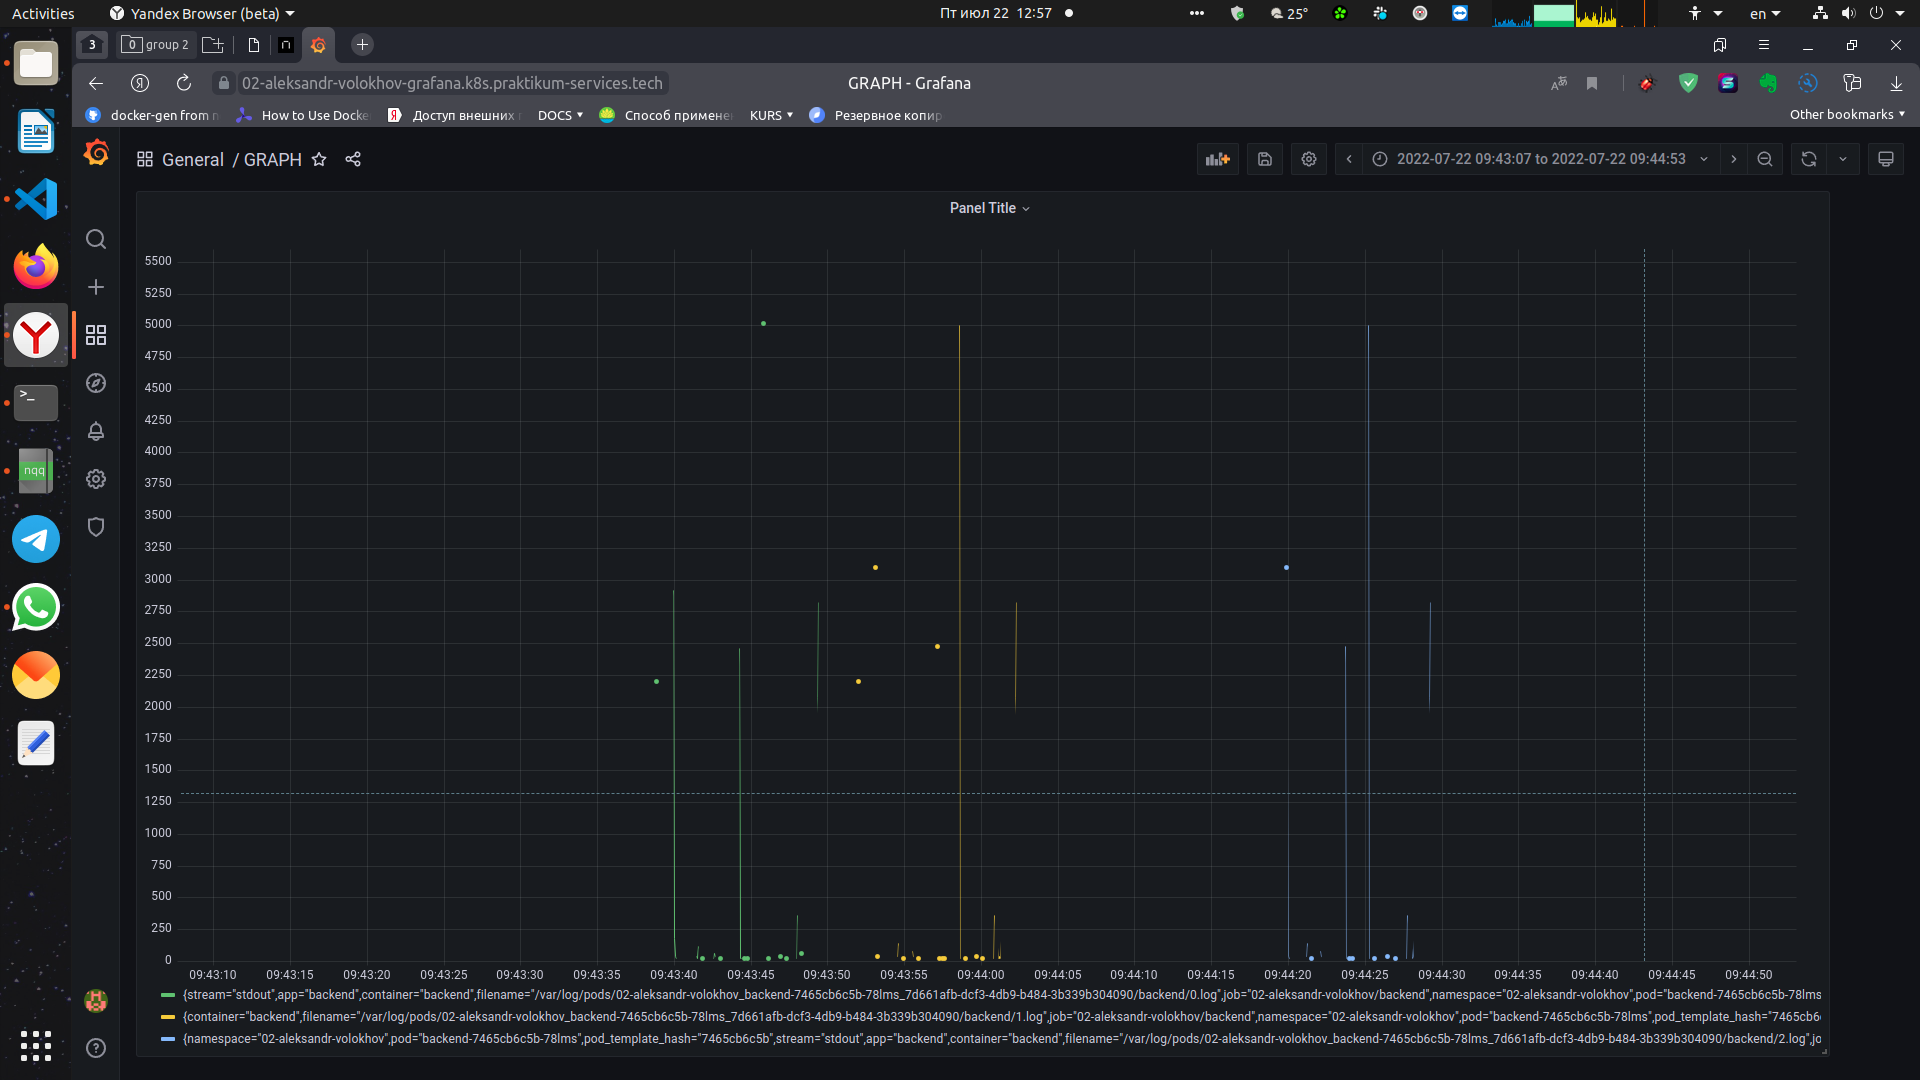 Activities
Yandex Browser (beta)
Пт июл 22 12:57
25°
en
3
0 group 2
02-aleksandr-volokhov-grafana.k8s.praktikum-services.tech
GRAPH - Grafana
docker-gen from
How to Use Docke
Доступ внешних
DOCS
Способ примене
KURS
Резервное копир
Other bookmarks
General / GRAPH
2022-07-22 09:43:07 to 2022-07-22 09:44:53
Panel Title
5500
5250
5000
4750
4500
4250
4000
3750
3500
3250
3000
2750
2500
2250
2000
1750
1500
1250
1000
750
500
250
0
09:43:10 09:43:15 09:43:20 09:43:25 09:43:30 09:43:35 09:43:40 09:43:45 09:43:50 09:43:55 09:44:00 09:44:05 09:44:10 09:44:15 09:44:20 09:44:25 09:44:30 09:44:35 09:44:40 09:44:45 09:44:50
{stream="stdout",app="backend",container="backend",filename="/var/log/pods/02-aleksandr-volokhov_backend-7465cb6c5b-78lms_7d661afb-dcf3-4db9-b484-3b339b304090/backend/0.log",job="02-aleksandr-volokhov/backend",namespace="02-aleksandr-volokhov",pod="backend-7465cb6c5b-78lms
{container="backend",filename="/var/log/pods/02-aleksandr-volokhov_backend-7465cb6c5b-78lms_7d661afb-dcf3-4db9-b484-3b339b304090/backend/1.log",job="02-aleksandr-volokhov/backend",namespace="02-aleksandr-volokhov",pod="backend-7465cb6c5b-78lms",pod_template_hash="7465cb6
{namespace="02-aleksandr-volokhov",pod="backend-7465cb6c5b-78lms",pod_template_hash="7465cb6c5b",stream="stdout",app="backend",container="backend",filename="/var/log/pods/02-aleksandr-volokhov_backend-7465cb6c5b-78lms_7d661afb-dcf3-4db9-b484-3b339b304090/backend/2.log",jo
nqq